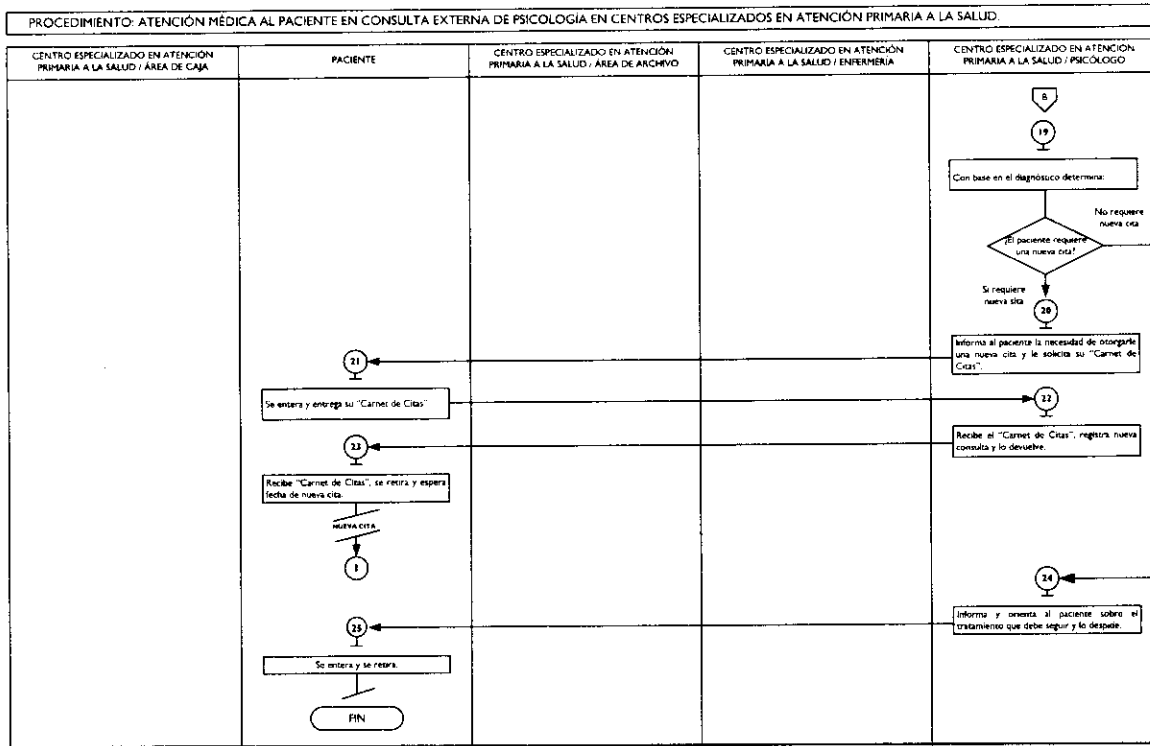 PROCEDIMIENTO: ATENCIÓN MÉDICA AL PACIENTE EN CONSULTA EXTERNA DE PSICOLOGÍA EN CENTROS ESPECIALIZADOS EN ATENCIÓN PRIMARIA A LA SALUD.
CENTRO ESPECIALIZADO EN ATENCIÓN
PRIMARIA A LA SALUD / ÁREA DE CAJA
PACIENTE
CENTRO ESPECIALIZADO EN ATENCIÓN
PRIMARIA A LA SALUD / ÁREA DE ARCHIVO
CENTRO ESPECIALIZADO EN ATENCIÓN
PRIMARIA A LA SALUD / ENFERMERÍA
CENTRO ESPECIALIZADO EN ATENCIÓN
PRIMARIA A LA SALUD / PSICÓLOGO
B
19
Con base en el diagnóstico determina:
No requiere
nueva cita
¿El paciente requiere
una nueva cita?
Si requiere
nueva sita
20
Informa al paciente la necesidad de otorgarle
una nueva cita y le solicita su "Carnet de
Citas".
21
Se entera y entrega su "Carnet de Citas"
22
Recibe el "Carnet de Citas", registra nueva
consulta y lo devuelve.
23
Recibe "Carnet de Citas", se retira y espera
fecha de nueva cita.
NUEVA CITA
24
Informa y orienta al paciente sobre el
tratamiento que debe seguir y lo despide.
25
Se entera y se retira.
FIN